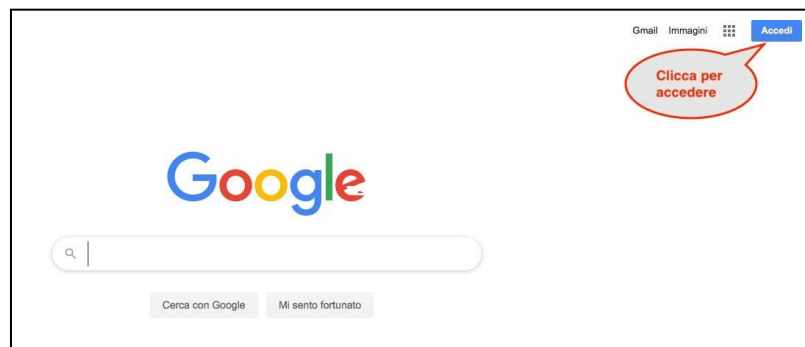 Gmail Immagini Accedi
Clicca per
accedere
Google
Cerca con Google Mi sento fortunato